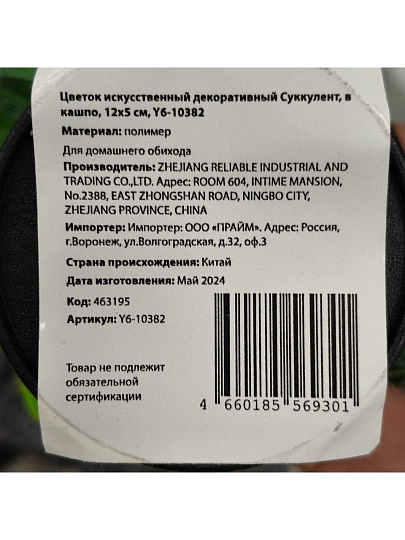 Цветок искусственный декоративный Суккулент, в
кашпо, 12x5 см, Y6-10382
Материал: полимер
Для домашнего обихода
Производитель: ZHEJIANG RELIABLE INDUSTRIAL AND
TRADING CO.,LTD. Адрес: ROOM 604, INTIME MANSION,
No.2388, EAST ZHONGSHAN ROAD, NINGBO CITY,
ZHEJIANG PROVINCE, CHINA
Импортер: Импортер: ООО «ПРАЙМ». Адрес: Россия,
г.Воронеж, ул.Волгоградская, д.32, оф.3
Страна происхождения: Китай
Дата изготовления: Май 2024
Код: 463195
Артикул: Y6-10382
Товар не подлежит
обязательной
сертификации
4 660185 569301